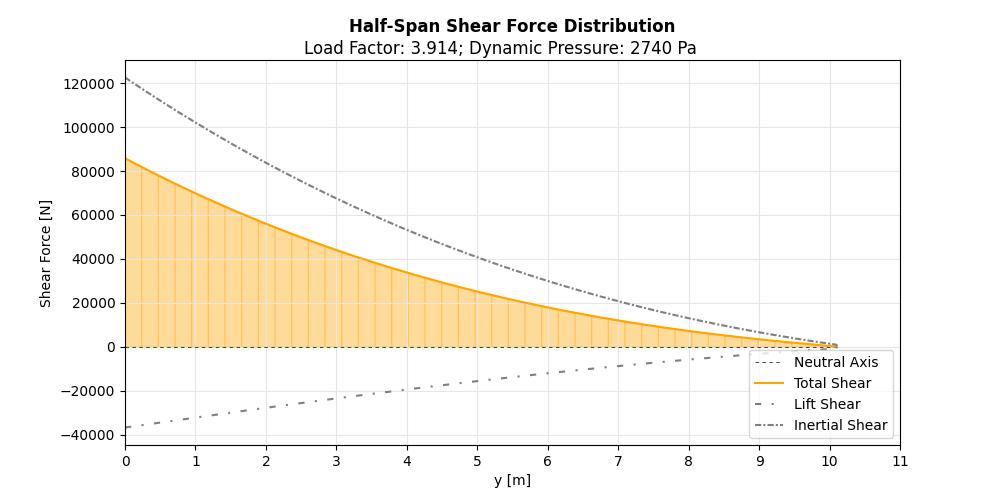 Half-Span Shear Force Distribution
Load Factor: 3.914; Dynamic Pressure: 2740 Pa
Shear Force [N]
120000
100000
80000
60000
40000
20000
0
−20000
−40000
0 1 2 3 4 5 6 7 8 9 10 11
y [m]
Neutral Axis
Total Shear
Lift Shear
Inertial Shear